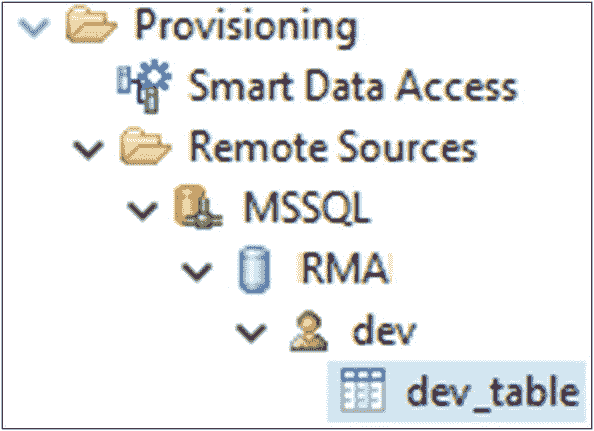 Provisioning
Smart Data Access
Remote Sources
MSSQL
RMA
dev
dev_table